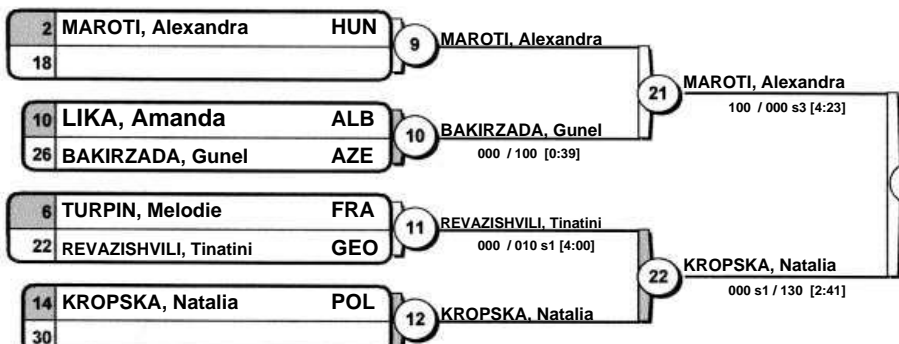 2 MAROTI, Alexandra HUN
18
9 MAROTI, Alexandra
10 LIKA, Amanda ALB
26 BAKIRZADA, Gunel AZE
10 BAKIRZADA, Gunel
000 / 100 [0:39]
21 MAROTI, Alexandra
100 / 000 s3 [4:23]
6 TURPIN, Melodie FRA
22 REVAZISHVILI, Tinatini GEO
11 REVAZISHVILI, Tinatini
000 / 010 s1 [4:00]
14 KROPSKA, Natalia POL
30
12 KROPSKA, Natalia
22 KROPSKA, Natalia
000 s1 / 130 [2:41]